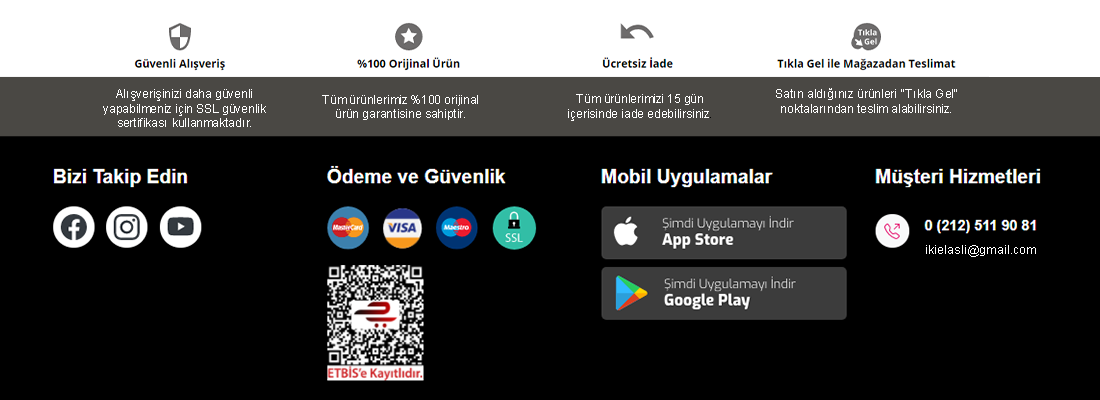 Tıkla
Gel
Güvenli Alışveriş
%100 Orijinal Ürün
Ücretsiz İade
Tıkla Gel ile Mağazadan Teslimat
Alışverişinizi daha güvenli
yapabilmeniz için SSL güvenlik
sertifikası kullanmaktadır.
Tüm ürünlerimiz %100 orijinal
ürün garantisine sahiptir.
Tüm ürünlerimizi 15 gün
içerisinde iade edebilirsiniz
Satın aldığınız ürünleri "Tıkla Gel"
noktalarından teslim alabilirsiniz.
Bizi Takip Edin
Ödeme ve Güvenlik
MasterCard
VISA
Maestro
SSL
ETBİS'e Kayıtlıdır.
Mobil Uygulamalar
Şimdi Uygulamayı İndir
App Store
Şimdi Uygulamayı İndir
Google Play
Müşteri Hizmetleri
0 (212) 511 90 81
ikielasli@gmail.com